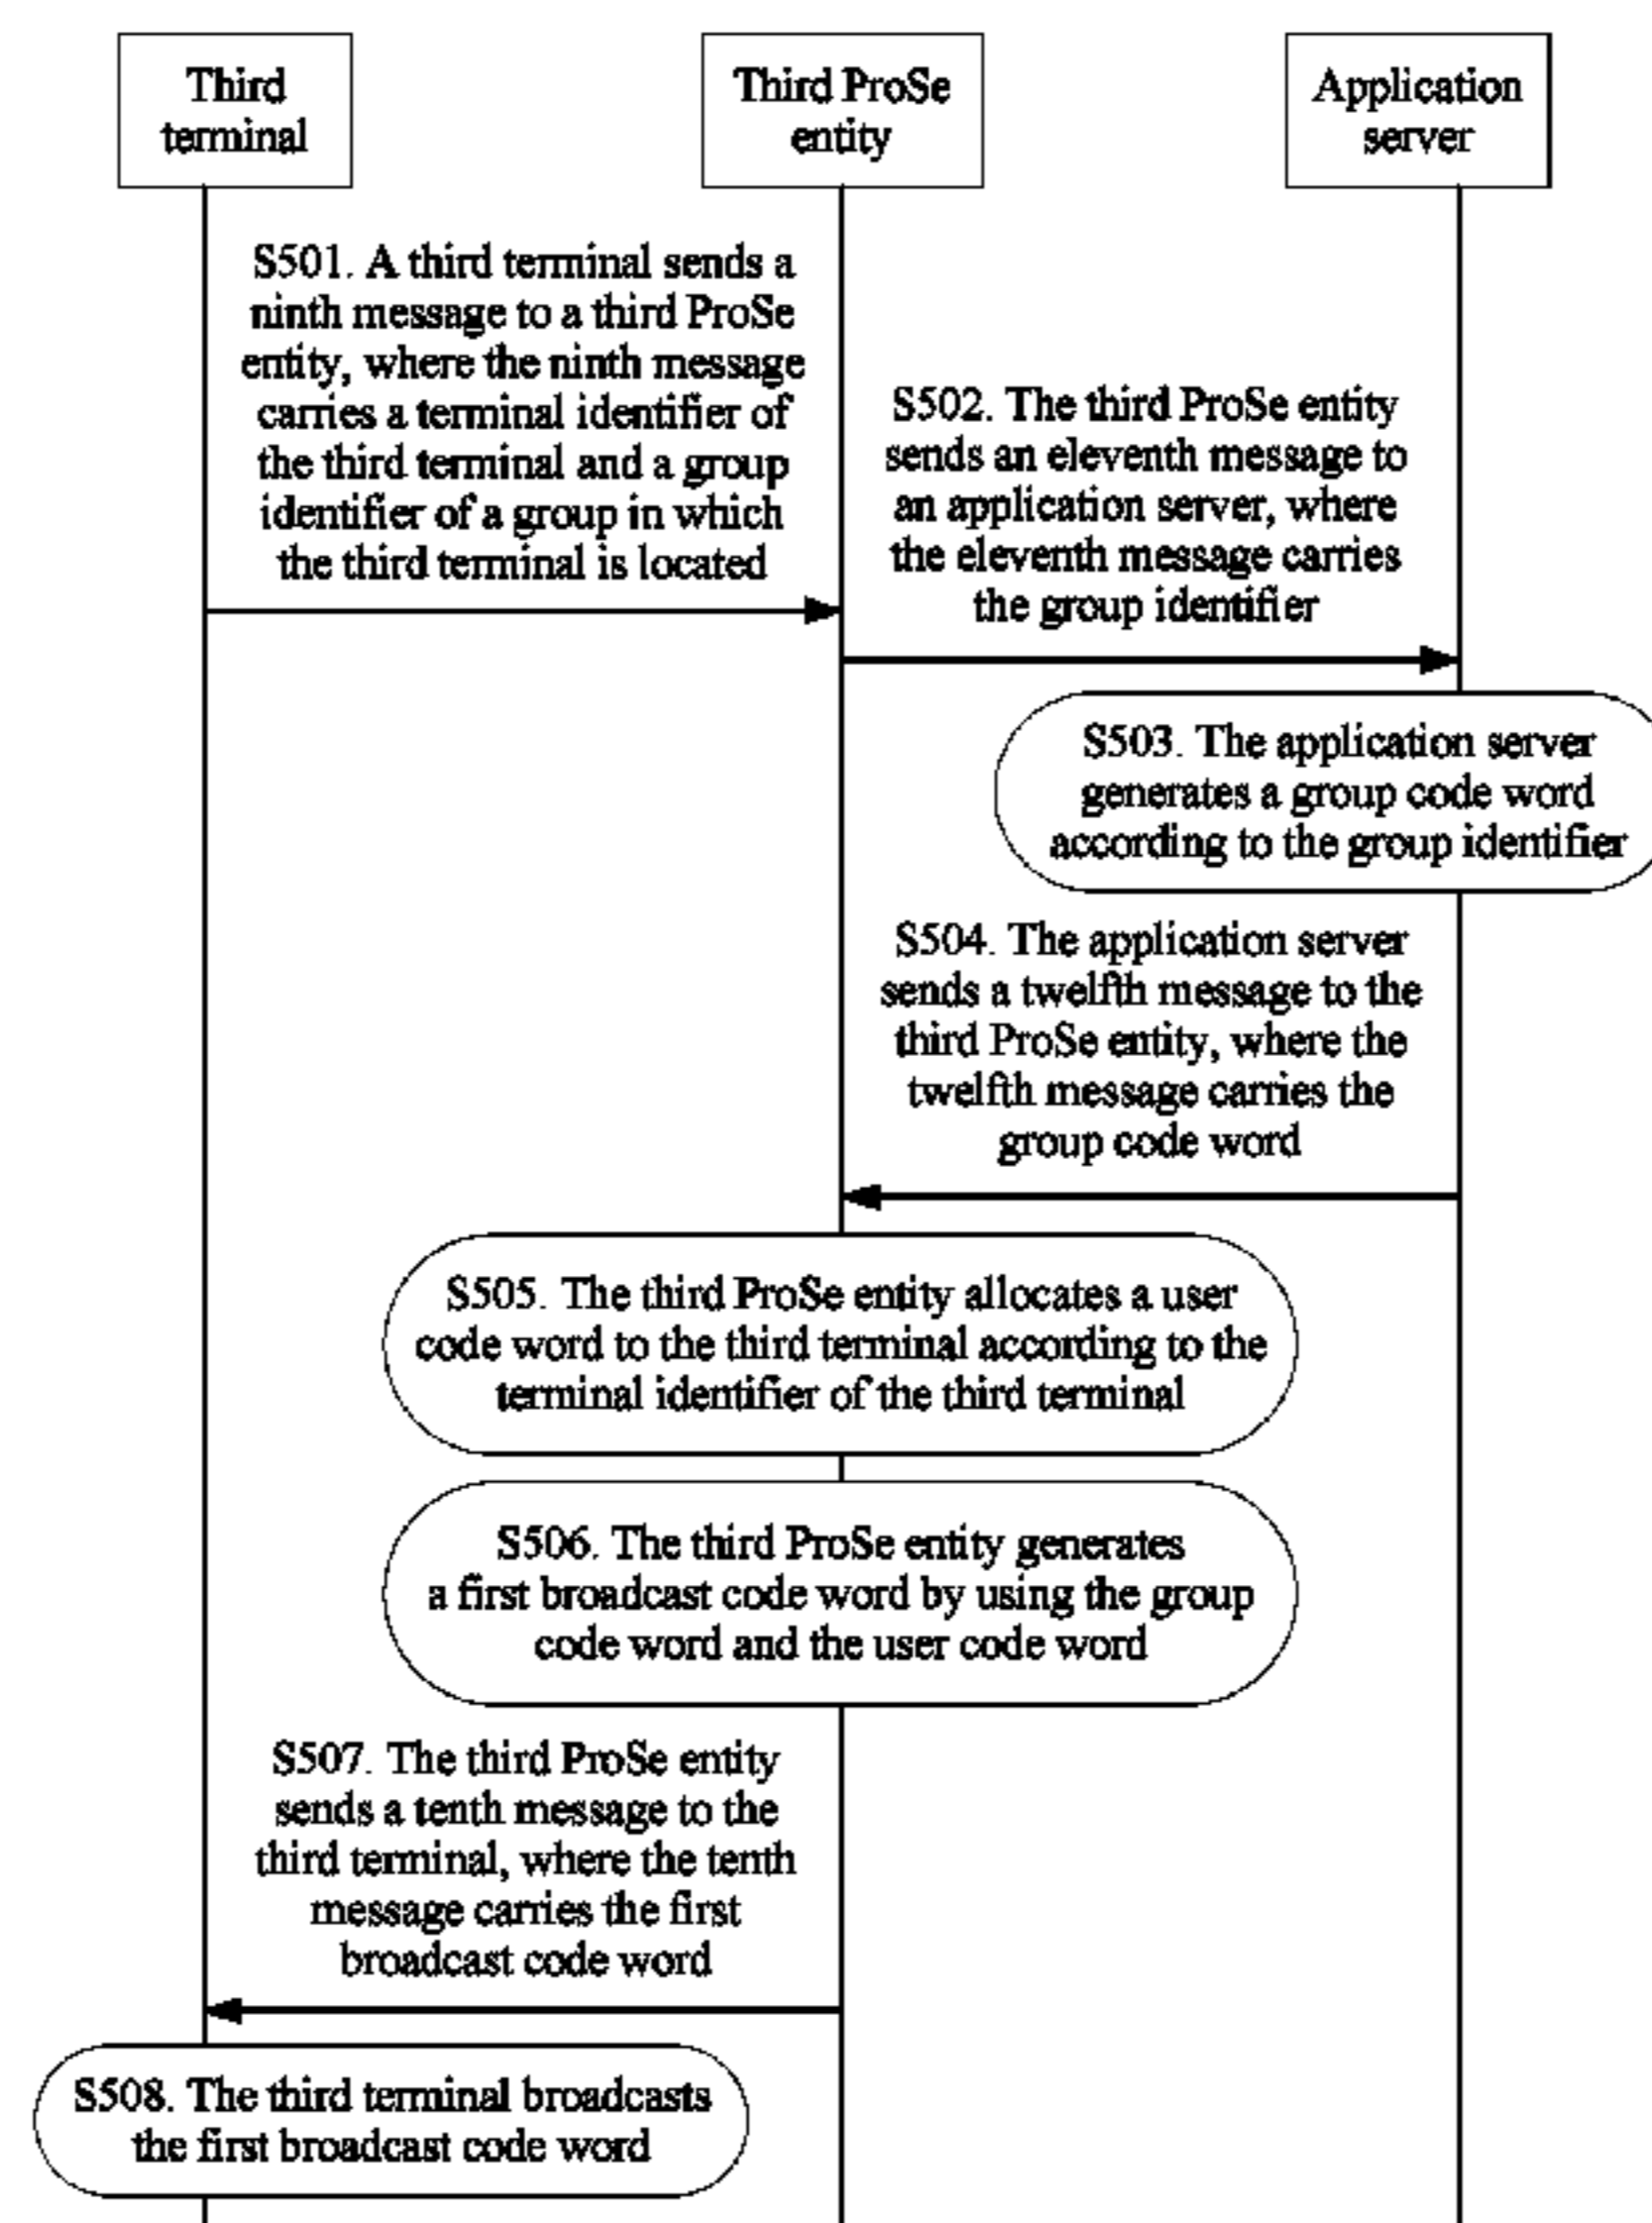 Third
terminal
Third ProSe
entity
Application
server
S501. A third terminal sends a
ninth message to a third ProSe
entity, where the ninth message
carries a terminal identifier of
the third terminal and a group
identifier of a group in which
the third terminal is located
S502. The third ProSe entity
sends an eleventh message to
an application server, where
the eleventh message carries
the group identifier
S503. The application server
generates a group code word
according to the group identifier
S504. The application server
sends a twelfth message to the
third ProSe entity, where the
twelfth message carries the
group code word
S505. The third ProSe entity allocates a user
code word to the third terminal according to the
terminal identifier of the third terminal
S506. The third ProSe entity generates
a first broadcast code word by using the group
code word and the user code word
S507. The third ProSe entity
sends a tenth message to the
third terminal, where the tenth
message carries the first
broadcast code word
S508. The third terminal broadcasts
the first broadcast code word